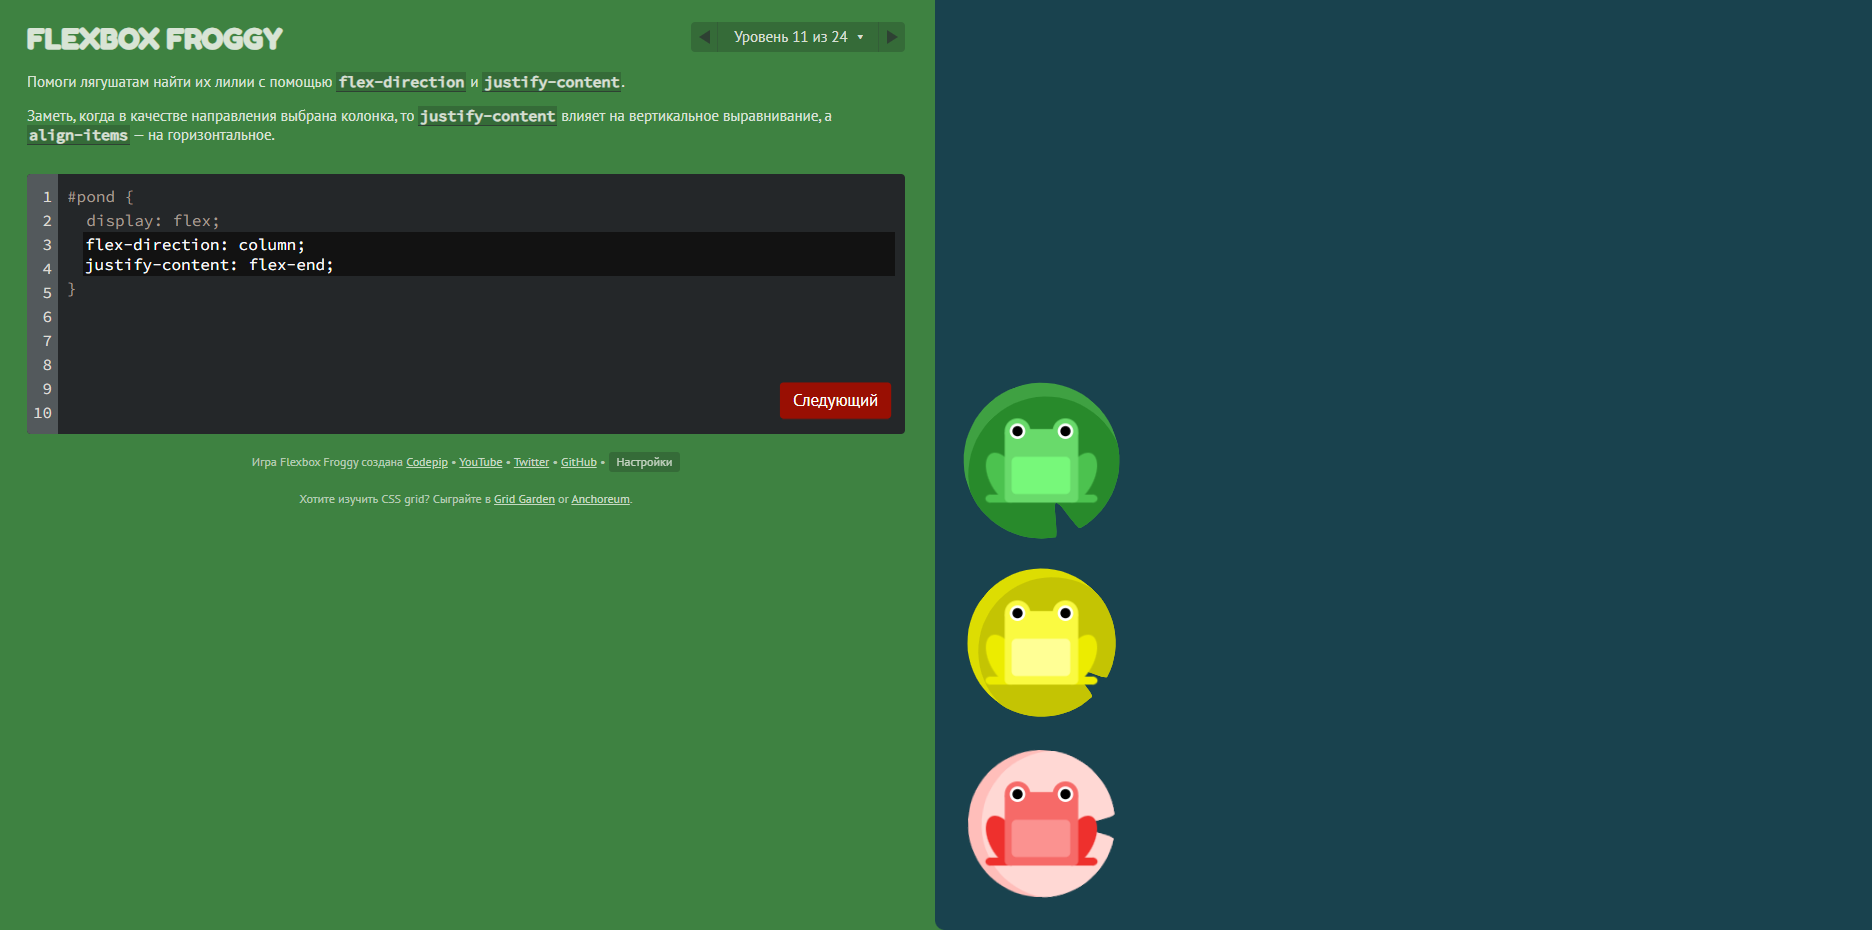 FLEXBOX FROGGY
Уровень 11 из 24
Помоги лягушатам найти их лилии с помощью flex-direction и justify-content.
Заметь, когда в качестве направления выбрана колонка, то justify-content влияет на вертикальное выравнивание, а
align-items — на горизонтальное.
1 #pond {
2 display: flex;
3 flex-direction: column;
4 justify-content: flex-end;
5 }
6
7
8
9
10
Следующий
Игра Flexbox Froggy создана Codepip • YouTube • Twitter • GitHub • Настройки
Хотите изучить CSS grid? Сыграйте в Grid Garden or Anchoreum.